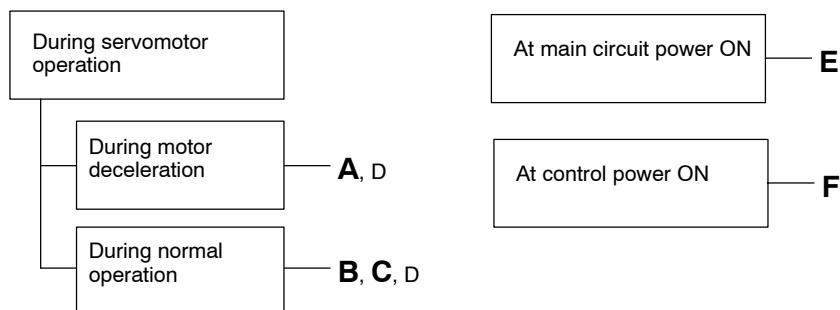 During servomotor
operation
During motor
deceleration
A, D
During normal
operation
B, C, D
At main circuit power ON
E
At control power ON
F